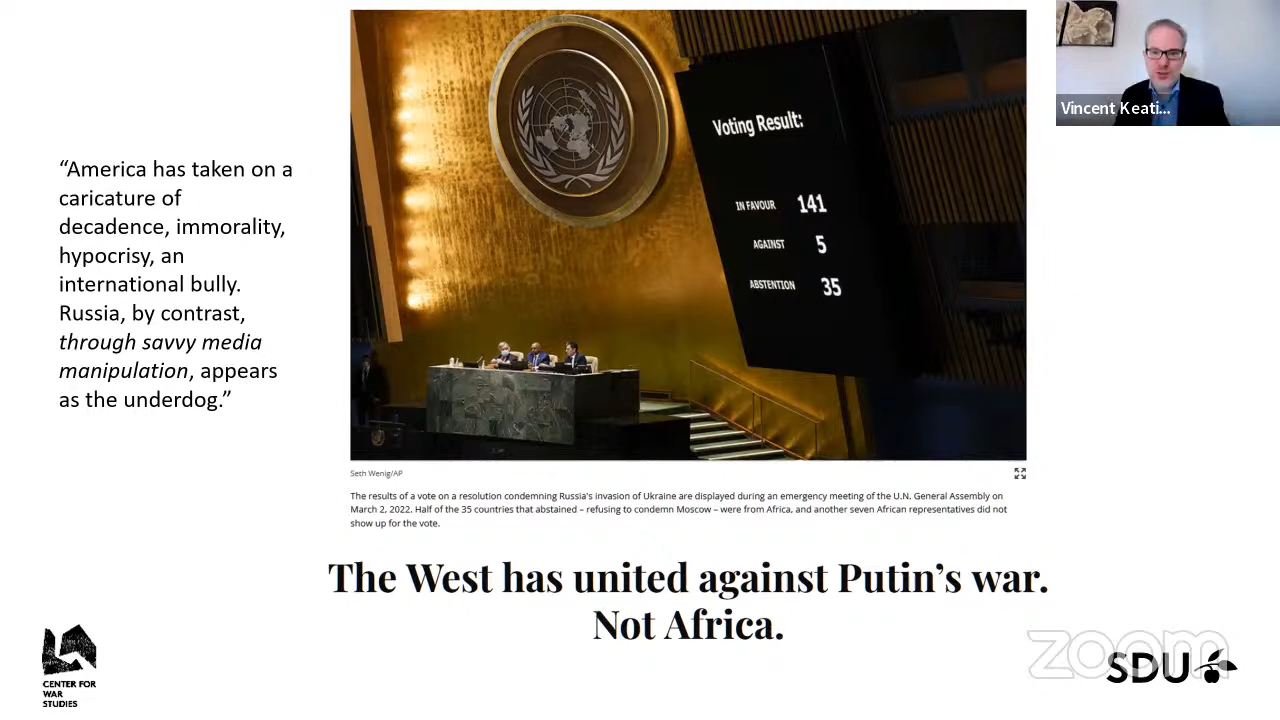 “America has taken on a
caricature of
decadence, immorality,
hypocrisy, an
international bully.
Russia, by contrast,
through savvy media
manipulation, appears
as the underdog.”
Voting Result:
IN FAVOUR 141
AGAINST 5
ABSTENTION 35
Vincent Keati...
Seth Wenig/AP
The results of a vote on a resolution condemning Russia's invasion of Ukraine are displayed during an emergency meeting of the U.N. General Assembly on
March 2, 2022. Half of the 35 countries that abstained – refusing to condemn Moscow – were from Africa, and another seven African representatives did not
show up for the vote.
The West has united against Putin’s war.
Not Africa.
CENTER FOR
WAR
STUDIES
zoom
SDU